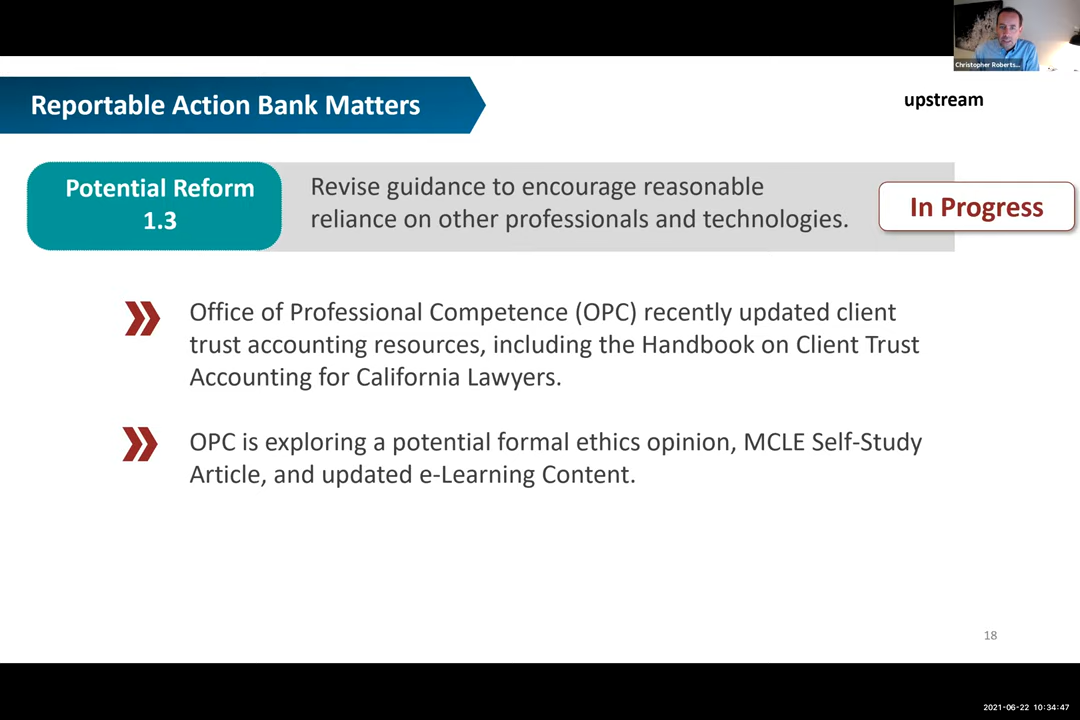 Christopher Roberts...
Reportable Action Bank Matters
upstream
Potential Reform
1.3
Revise guidance to encourage reasonable
reliance on other professionals and technologies.
In Progress
Office of Professional Competence (OPC) recently updated client
trust accounting resources, including the Handbook on Client Trust
Accounting for California Lawyers.
OPC is exploring a potential formal ethics opinion, MCLE Self-Study
Article, and updated e-Learning Content.
18
2021-06-22 10:34:47